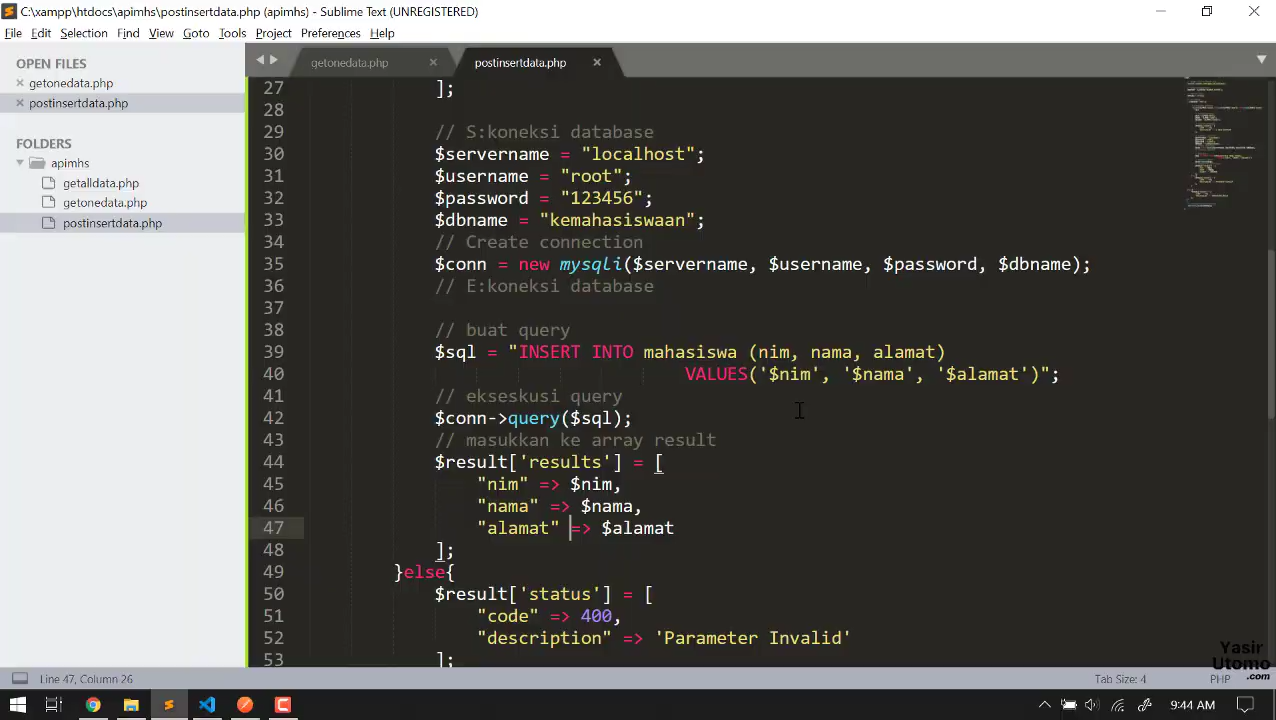 C:\xampp\htdocs\apimhs\postinsertdata.php (apimhs) - Sublime Text (UNREGISTERED)
File Edit Selection Find View Goto Tools Project Preferences Help
OPEN FILES
getonedata.php
postinsertdata.php
FOLDERS
apimhs
getalldata.php
getonedata.php
postinsertdata.php
getonedata.php postinsertdata.php
27 ];
28
29 // S:koneksi database
30 $servername = "localhost";
31 $username = "root";
32 $password = "123456";
33 $dbname = "kemahasiswaan";
34 // Create connection
35 $conn = new mysqli($servername, $username, $password, $dbname);
36 // E:koneksi database
37
38 // buat query
39 $sql = "INSERT INTO mahasiswa (nim, nama, alamat)
40 VALUES('$nim', '$nama', '$alamat')";
41 // ekseskusi query
42 $conn->query($sql);
43 // masukkan ke array result
44 $result['results'] = [
45 "nim" => $nim,
46 "nama" => $nama,
47 "alamat" => $alamat
48 ];
49 }else{
50 $result['status'] = [
51 "code" => 400,
52 "description" => 'Parameter Invalid'
53 ];
Yasir
Utomo
.com
Line 47, Column 26 Tab Size: 4 PHP
9:44 AM